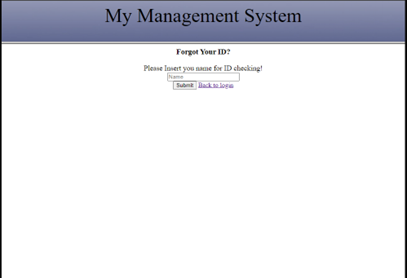 My Management System
Forgot Your ID?
Please Insert you name for ID checking!
Name
Submit Back to login